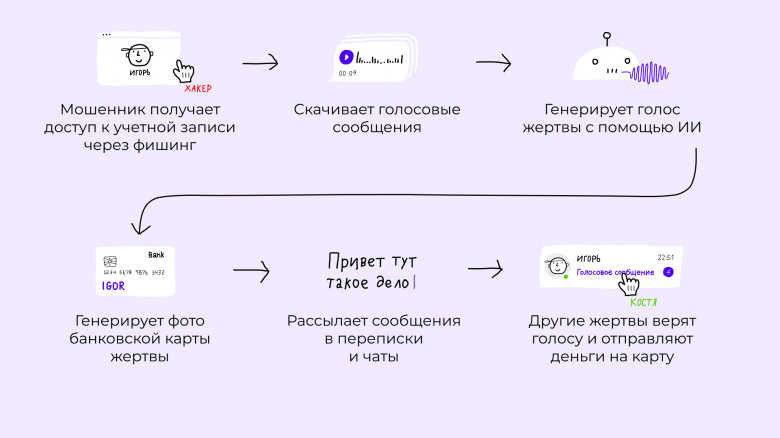 ИГОРЬ
ХАКЕР
Мошенник получает
доступ к учетной записи
через фишинг
00:09
Скачивает голосовые
сообщения
Генерирует голос
жертвы с помощью ИИ
Bank
1234 5678 9876 5432
IGOR
Генерирует фото
банковской карты
жертвы
Привет тут
такое дело
Рассылает сообщения
в переписки
и чаты
ИГОРЬ 22:51
Голосовое сообщение
КОСТЯ
Другие жертвы верят
голосу и отправляют
деньги на карту